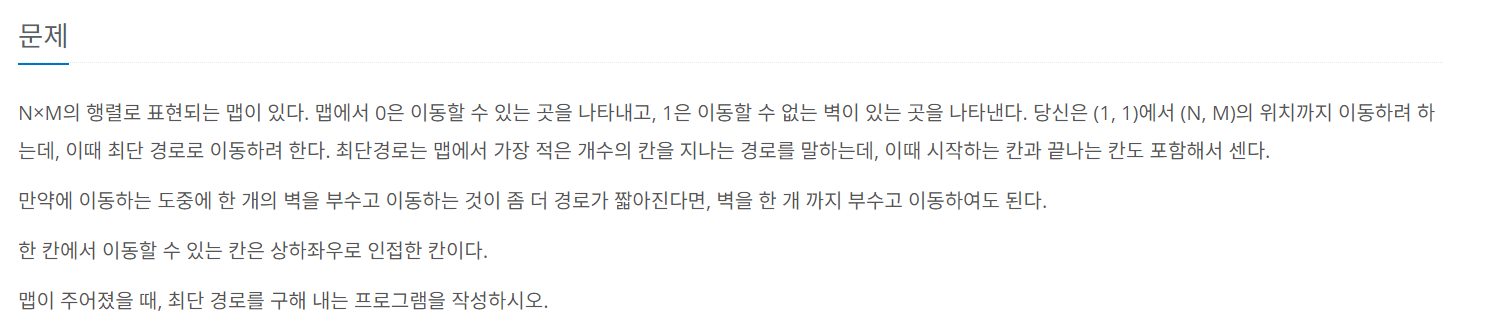 문제
N×M의 행렬로 표현되는 맵이 있다. 맵에서 0은 이동할 수 있는 곳을 나타내고, 1은 이동할 수 없는 벽이 있는 곳을 나타낸다. 당신은 (1, 1)에서 (N, M)의 위치까지 이동하려 하
는데, 이때 최단 경로로 이동하려 한다. 최단경로는 맵에서 가장 적은 개수의 칸을 지나는 경로를 말하는데, 이때 시작하는 칸과 끝나는 칸도 포함해서 센다.
만약에 이동하는 도중에 한 개의 벽을 부수고 이동하는 것이 좀 더 경로가 짧아진다면, 벽을 한 개 까지 부수고 이동하여도 된다.
한 칸에서 이동할 수 있는 칸은 상하좌우로 인접한 칸이다.
맵이 주어졌을 때, 최단 경로를 구해 내는 프로그램을 작성하시오.